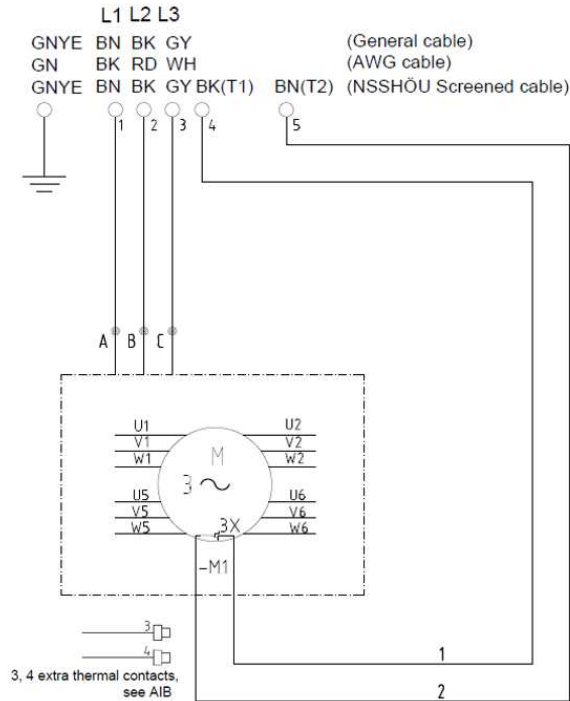 L1 L2 L3
GNYE BN BK GY (General cable)
GN BK RD WH (AWG cable)
GNYE BN BK GY BK(T1) BN(T2) (NSSHÖU Screened cable)
1 2 3 4 5
A B C
U1 U2
V1 M V2
W1 W2
3
U5 U6
V5 V6
W5 3X W6
-M1
3
4 1
3, 4 extra thermal contacts,
see AIB
2